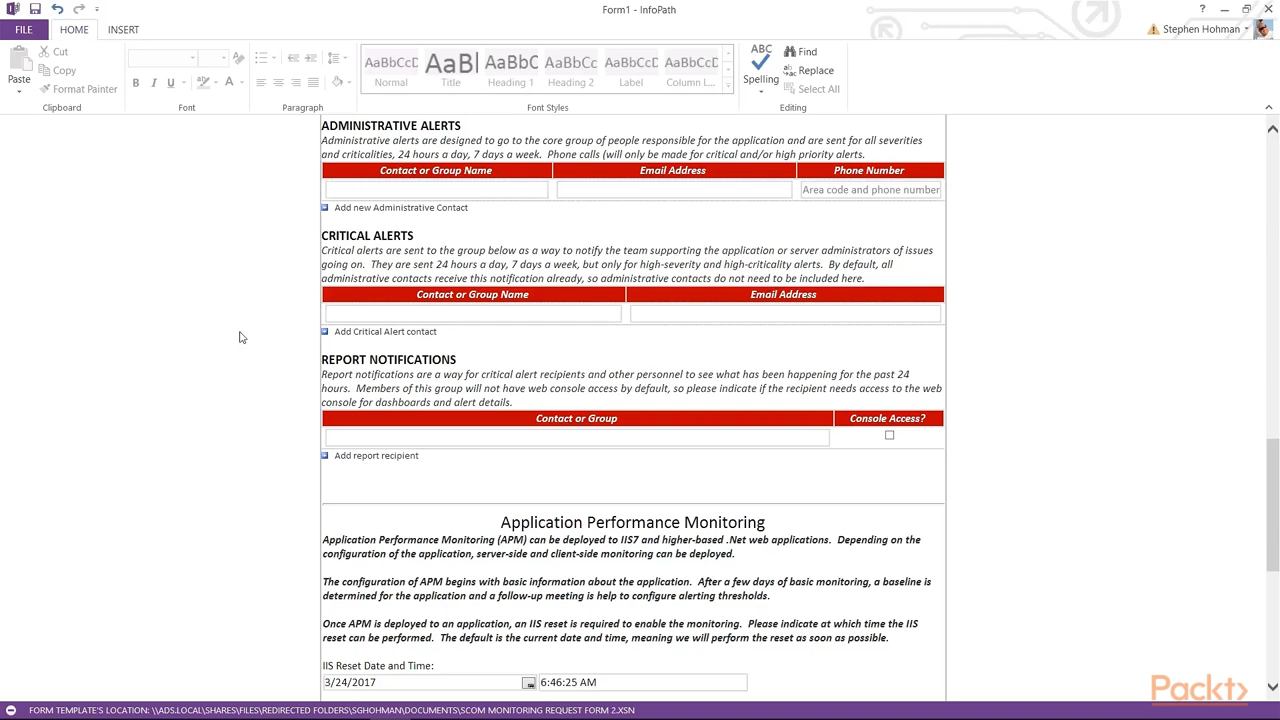 Form1 - InfoPath
?
FILE
HOME
INSERT
Stephen Hohman
Paste
Cut
Copy
Format Painter
Clipboard
B I U A
Font
Paragraph
AaBbCcD
Normal
AaB
Title
AaBbC
Heading 1
AaBbCc
Heading 2
AaBbCcD
Label
AaBbCcD
Column L...
Font Styles
ABC
Spelling
Find
Replace
Select All
Editing
ADMINISTRATIVE ALERTS
Administrative alerts are designed to go to the core group of people responsible for the application and are sent for all severities
and criticalities, 24 hours a day, 7 days a week. Phone calls (will only be made for critical and/or high priority alerts.
Contact or Group Name
Email Address
Phone Number
Area code and phone number
Add new Administrative Contact
CRITICAL ALERTS
Critical alerts are sent to the group below as a way to notify the team supporting the application or server administrators of issues
going on. They are sent 24 hours a day, 7 days a week, but only for high-severity and high-criticality alerts. By default, all
administrative contacts receive this notification already, so administrative contacts do not need to be included here.
Contact or Group Name
Email Address
Add Critical Alert contact
REPORT NOTIFICATIONS
Report notifications are a way for critical alert recipients and other personnel to see what has been happening for the past 24
hours. Members of this group will not have web console access by default, so please indicate if the recipient needs access to the web
console for dashboards and alert details.
Contact or Group
Console Access?
Add report recipient
Application Performance Monitoring
Application Performance Monitoring (APM) can be deployed to IIS7 and higher-based .Net web applications. Depending on the
configuration of the application, server-side and client-side monitoring can be deployed.
The configuration of APM begins with basic information about the application. After a few days of basic monitoring, a baseline is
determined for the application and a follow-up meeting is help to configure alerting thresholds.
Once APM is deployed to an application, an IIS reset is required to enable the monitoring. Please indicate at which time the IIS
reset can be performed. The default is the current date and time, meaning we will perform the reset as soon as possible.
IIS Reset Date and Time:
3/24/2017
6:46:25 AM
Packt>
FORM TEMPLATE'S LOCATION: \\ADS.LOCAL\SHARES\FILES\REDIRECTED FOLDERS\SGHOHMAN\DOCUMENTS\SCOM MONITORING REQUEST FORM 2.XSN